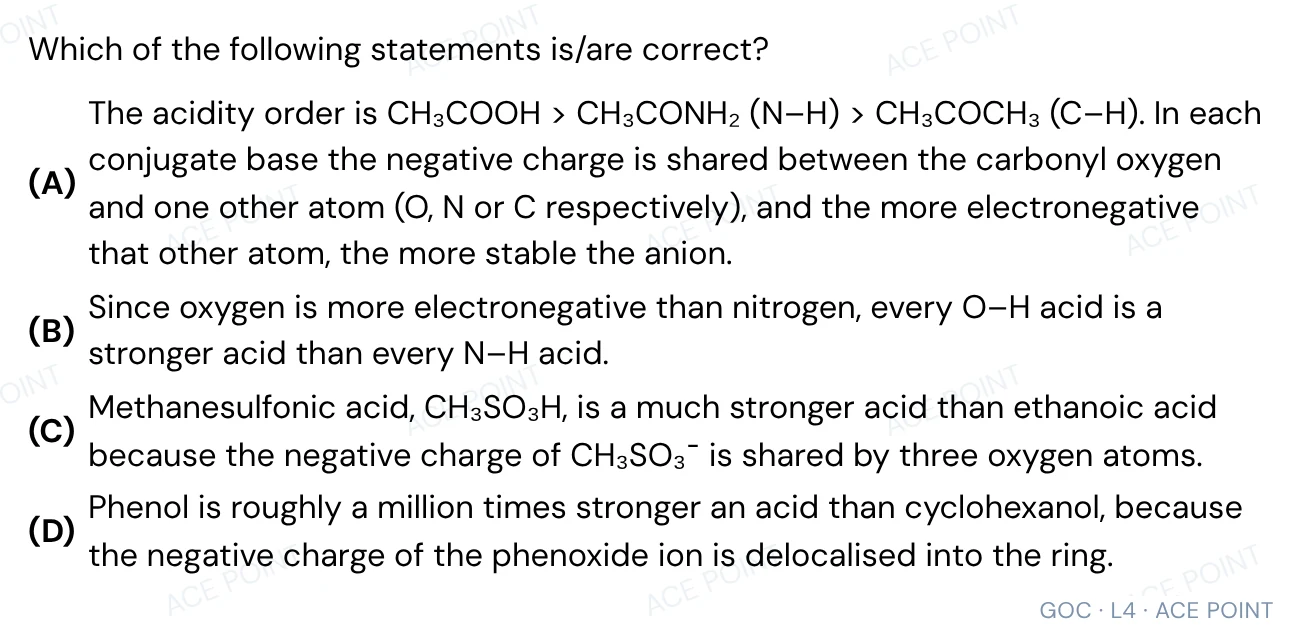 Which of the following statements is/are correct?
The acidity order is CH₃COOH > CH₃CONH₂ (N–H) > CH₃COCH₃ (C–H). In each
(A) conjugate base the negative charge is shared between the carbonyl oxygen
and one other atom (O, N or C respectively), and the more electronegative
that other atom, the more stable the anion.
(B) Since oxygen is more electronegative than nitrogen, every O–H acid is a
stronger acid than every N–H acid.
(C) Methanesulfonic acid, CH₃SO₃H, is a much stronger acid than ethanoic acid
because the negative charge of CH₃SO₃⁻ is shared by three oxygen atoms.
(D) Phenol is roughly a million times stronger an acid than cyclohexanol, because
the negative charge of the phenoxide ion is delocalised into the ring.
GOC · L4 · ACE POINT